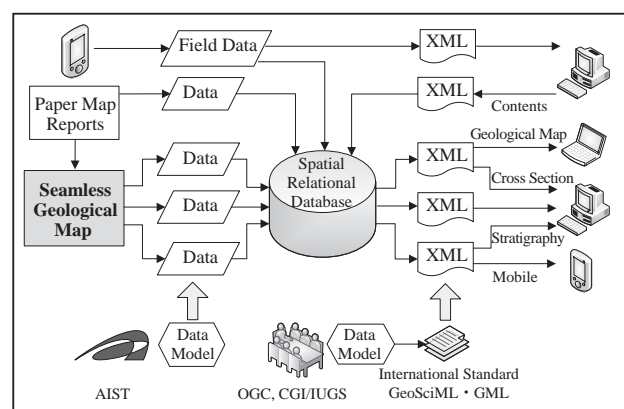 Field Data
XML
Paper Map
Reports
Data
XML
Contents
Geological Map
Data
Spatial
Relational
Database
XML
Cross Section
Seamless
Geological
Map
Data
XML
Stratigraphy
Data
XML
Mobile
Data
Model
Data
Model
International Standard
GeoSciML・GML
AIST
OGC, CGI/IUGS